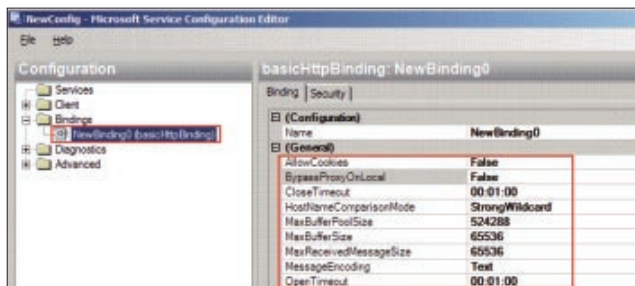 NewConfig - Microsoft Service Configuration Editor
File Help
Configuration
Services
Client
Bindings
NewBinding0 (basicHttpBinding)
Diagnostics
Advanced
basicHttpBinding: NewBinding0
Binding Security
(Configuration)
Name NewBinding0
(General)
AllowCookies False
BypassProxyOnLocal False
CloseTimeout 00:01:00
HostNameComparisonMode StrongWildcard
MaxBufferPoolSize 524288
MaxBufferSize 65536
MaxReceivedMessageSize 65536
MessageEncoding Text
OpenTimeout 00:01:00